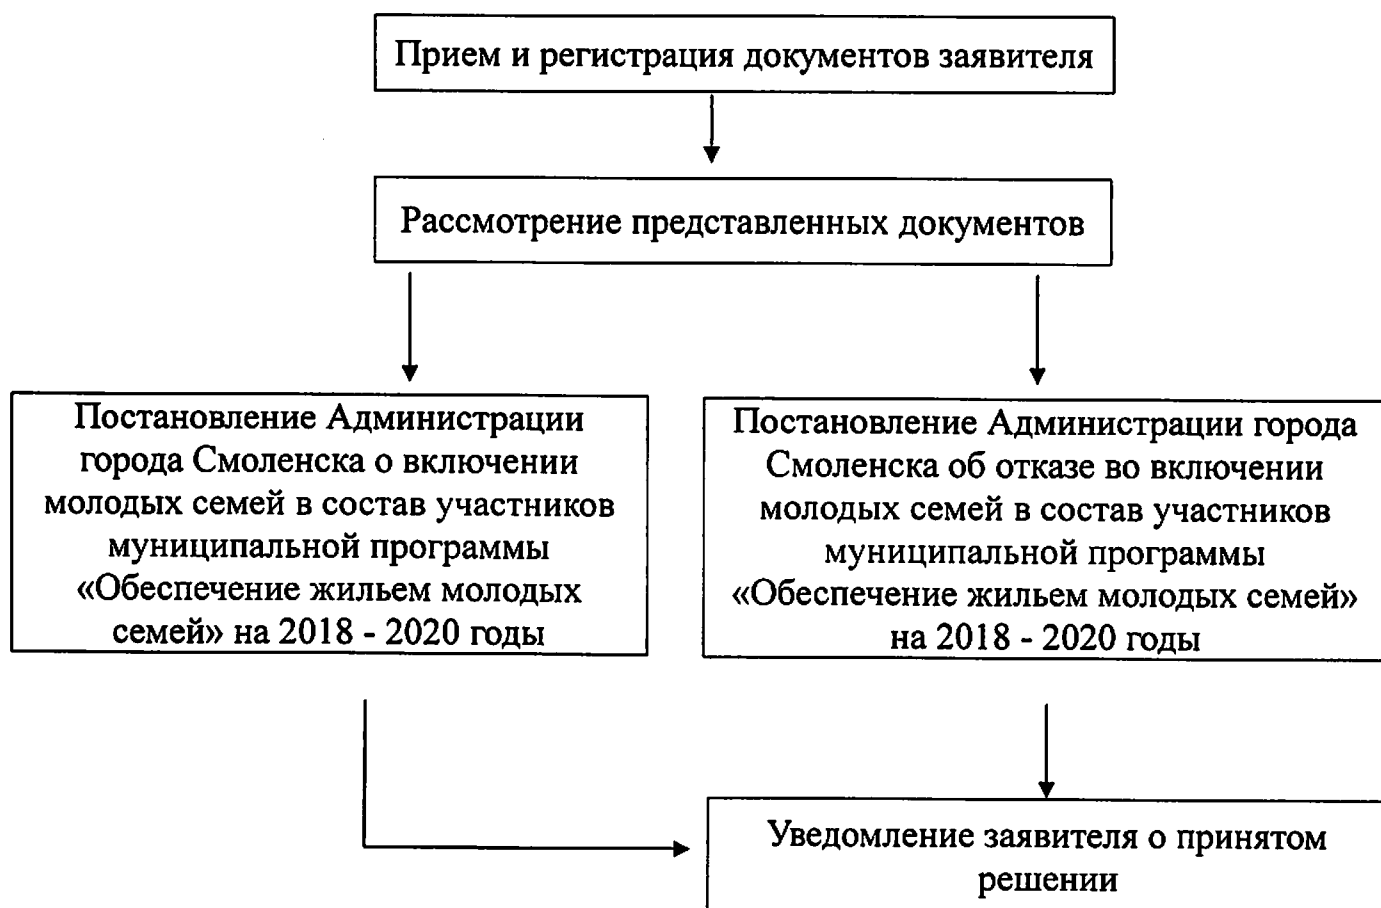 Прием и регистрация документов заявителя
Рассмотрение представленных документов
Постановление Администрации
города Смоленска о включении
молодых семей в состав участников
муниципальной программы
«Обеспечение жильем молодых
семей» на 2018 - 2020 годы
Постановление Администрации города
Смоленска об отказе во включении
молодых семей в состав участников
муниципальной программы
«Обеспечение жильем молодых семей»
на 2018 - 2020 годы
Уведомление заявителя о принятом
решении